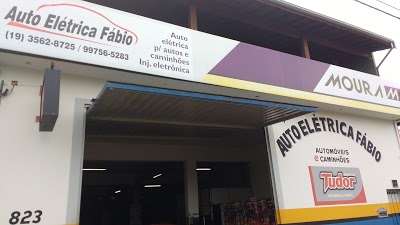 Auto Elétrica Fábio
(19) 3562-8725 / 99756-5283
Auto
elétrica
p/ autos e
caminhões
Inj. eletrônica
MOURA
AUTO ELÉTRICA FÁBIO
AUTOMÓVEIS
e CAMINHÕES
Tudor
823